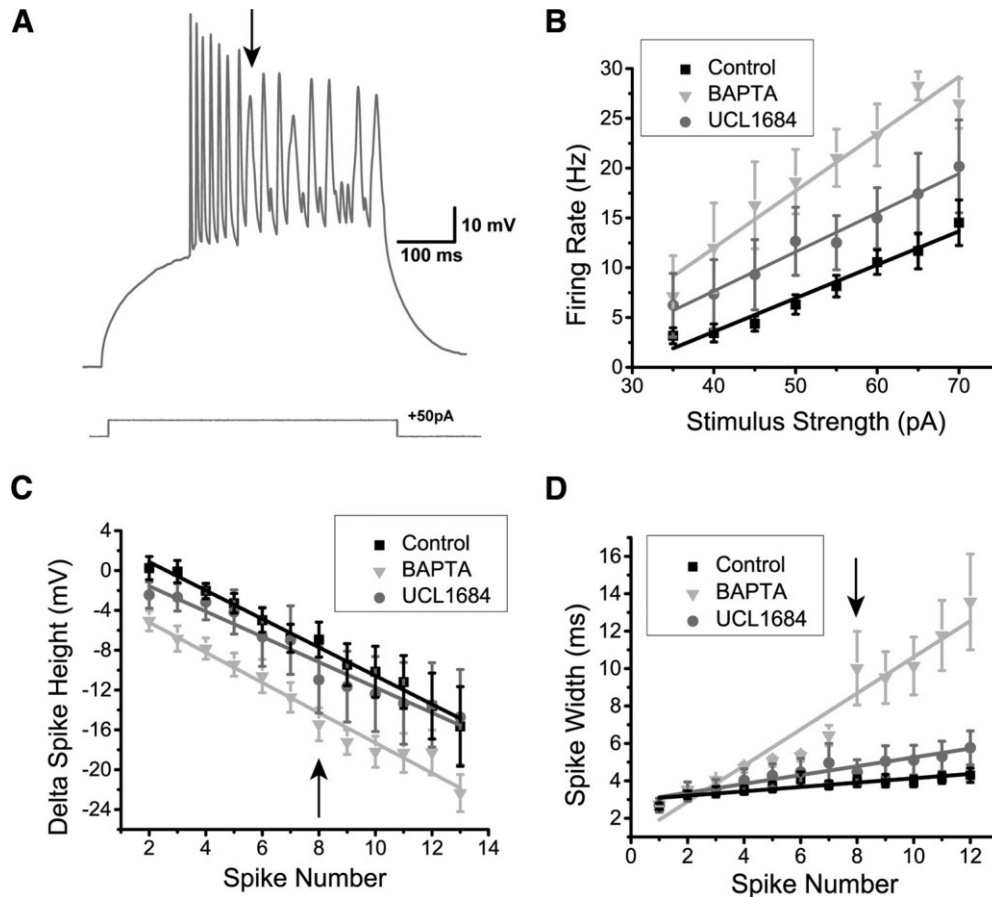 A
10 mV
100 ms
+50pA
B
Control
BAPTA
UCL1684
30
25
20
15
10
5
0
30 40 50 60 70
Firing Rate (Hz)
Stimulus Strength (pA)
C
Control
BAPTA
UCL1684
4
0
-4
-8
-12
-16
-20
-24
2 4 6 8 10 12 14
Delta Spike Height (mV)
Spike Number
D
Control
BAPTA
UCL1684
16
14
12
10
8
6
4
2
0 2 4 6 8 10 12
Spike Width (ms)
Spike Number